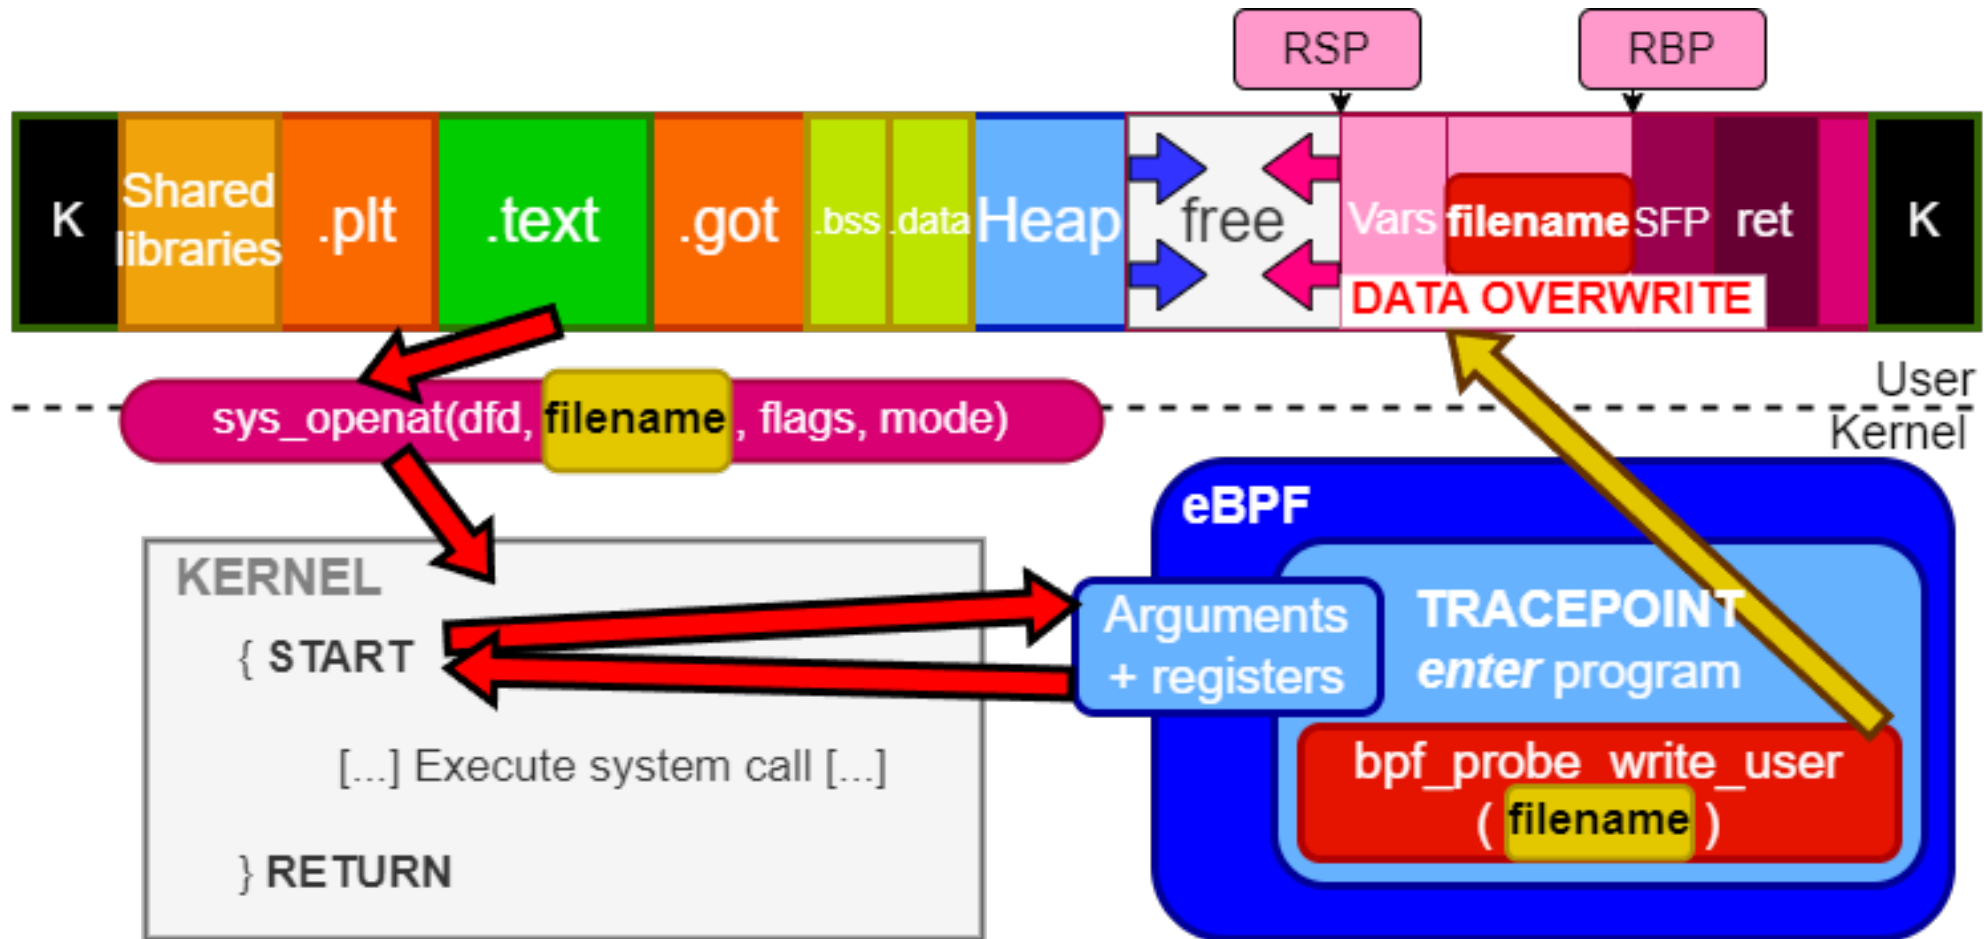 RSP
RBP
K
Shared
libraries
.plt
.text
.got
.bss
.data
Heap
free
Vars
filename
SFP
ret
K
DATA OVERWRITE
User
Kernel
sys_openat(dfd, filename, flags, mode)
eBPF
KERNEL
{ START
[...] Execute system call [...]
} RETURN
Arguments
+ registers
TRACEPOINT
enter program
bpf_probe_write_user
( filename )